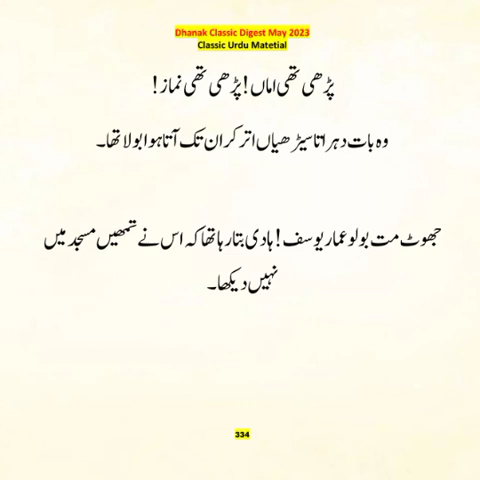 Dhanak Classic Digest May 2023
Classic Urdu Matetial
پڑھی تھی اماں! پڑھی تھی نماز!
وہ بات دہراتا سیڑھیاں اتر کر ان تک آتا ہوا بولا تھا۔
جھوٹ مت بولو عمار یوسف! ہادی بتا رہا تھا کہ اس نے تمھیں مسجد میں
نہیں دیکھا۔
334